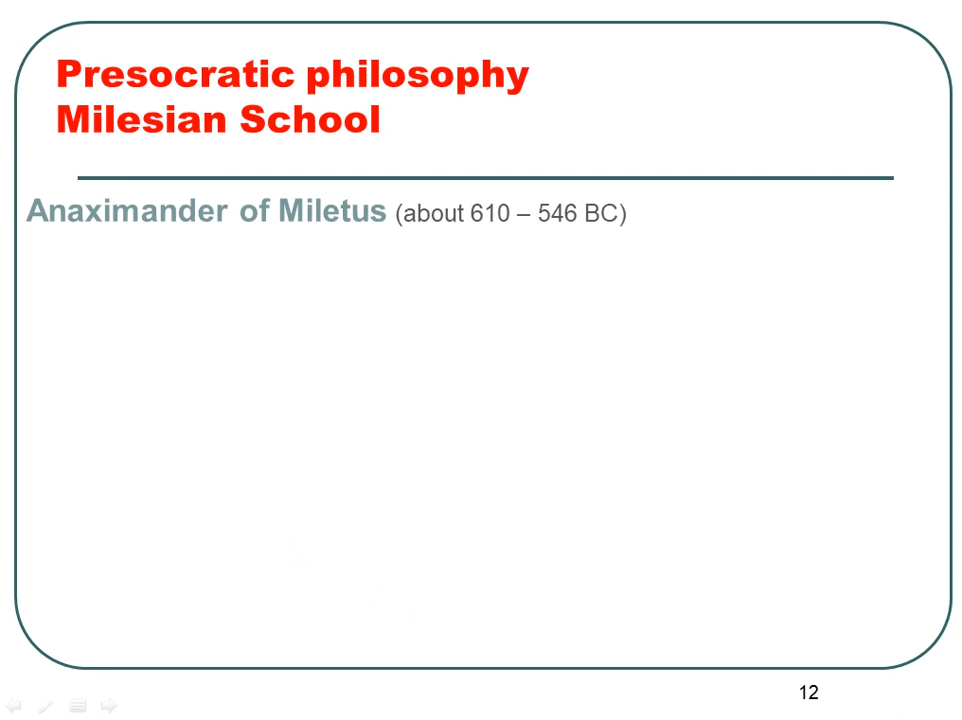 Presocratic philosophy
Milesian School
Anaximander of Miletus (about 610 – 546 BC)
12